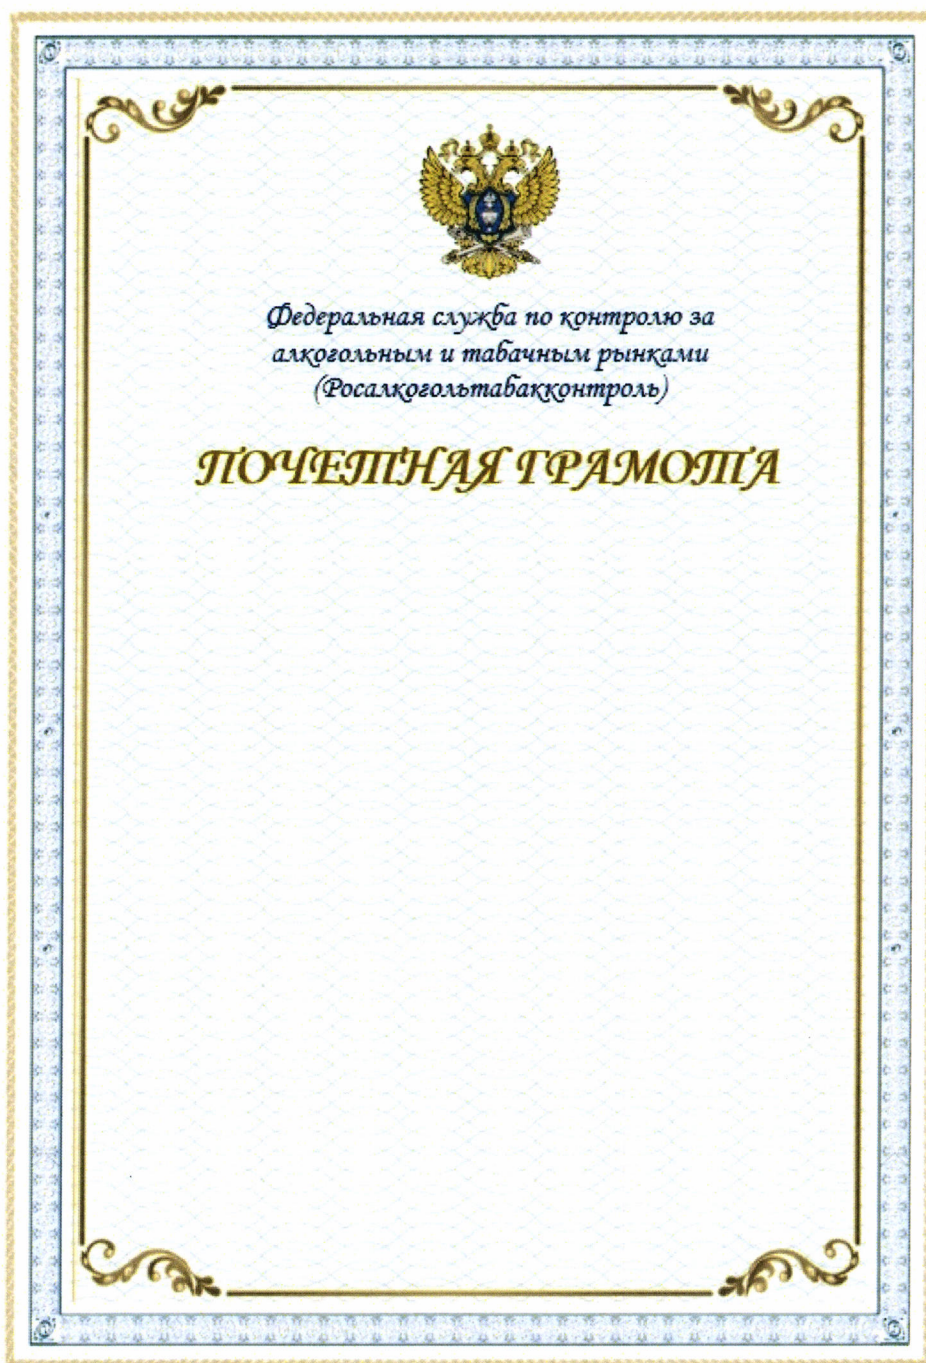 Федеральная служба по контролю за
алкогольным и табачным рынками
(Росалкогольтабакконтроль)
ПОЧЕТНАЯ ГРАМОТА